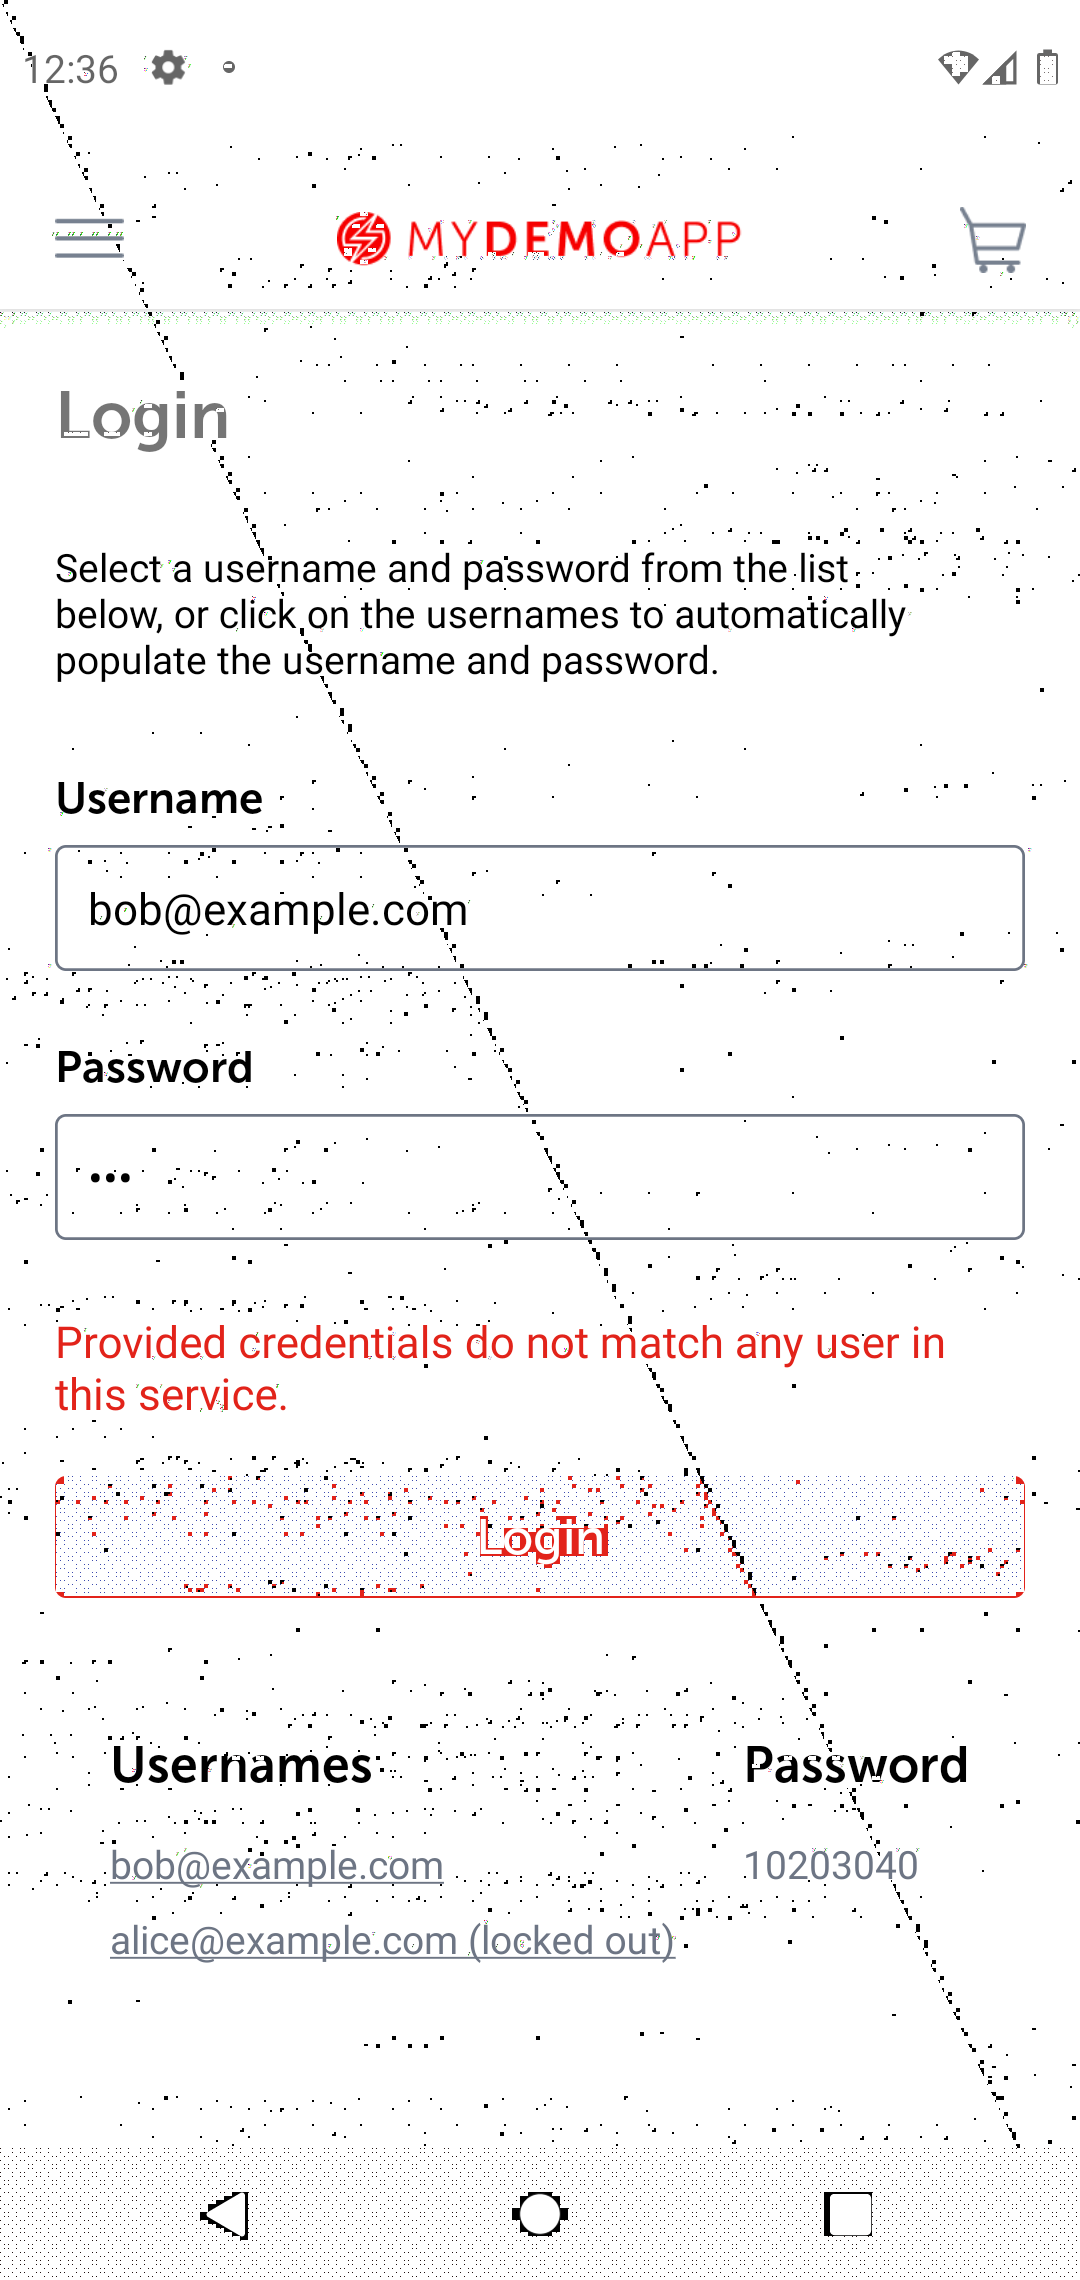 12:36
MYDEMOAPP
Login
Select a username and password from the list
below, or click on the usernames to automatically
populate the username and password.
Username
bob@example.com
Password
•••
Provided credentials do not match any user in
this service.
Login
Usernames Password
bob@example.com 10203040
alice@example.com (locked out)